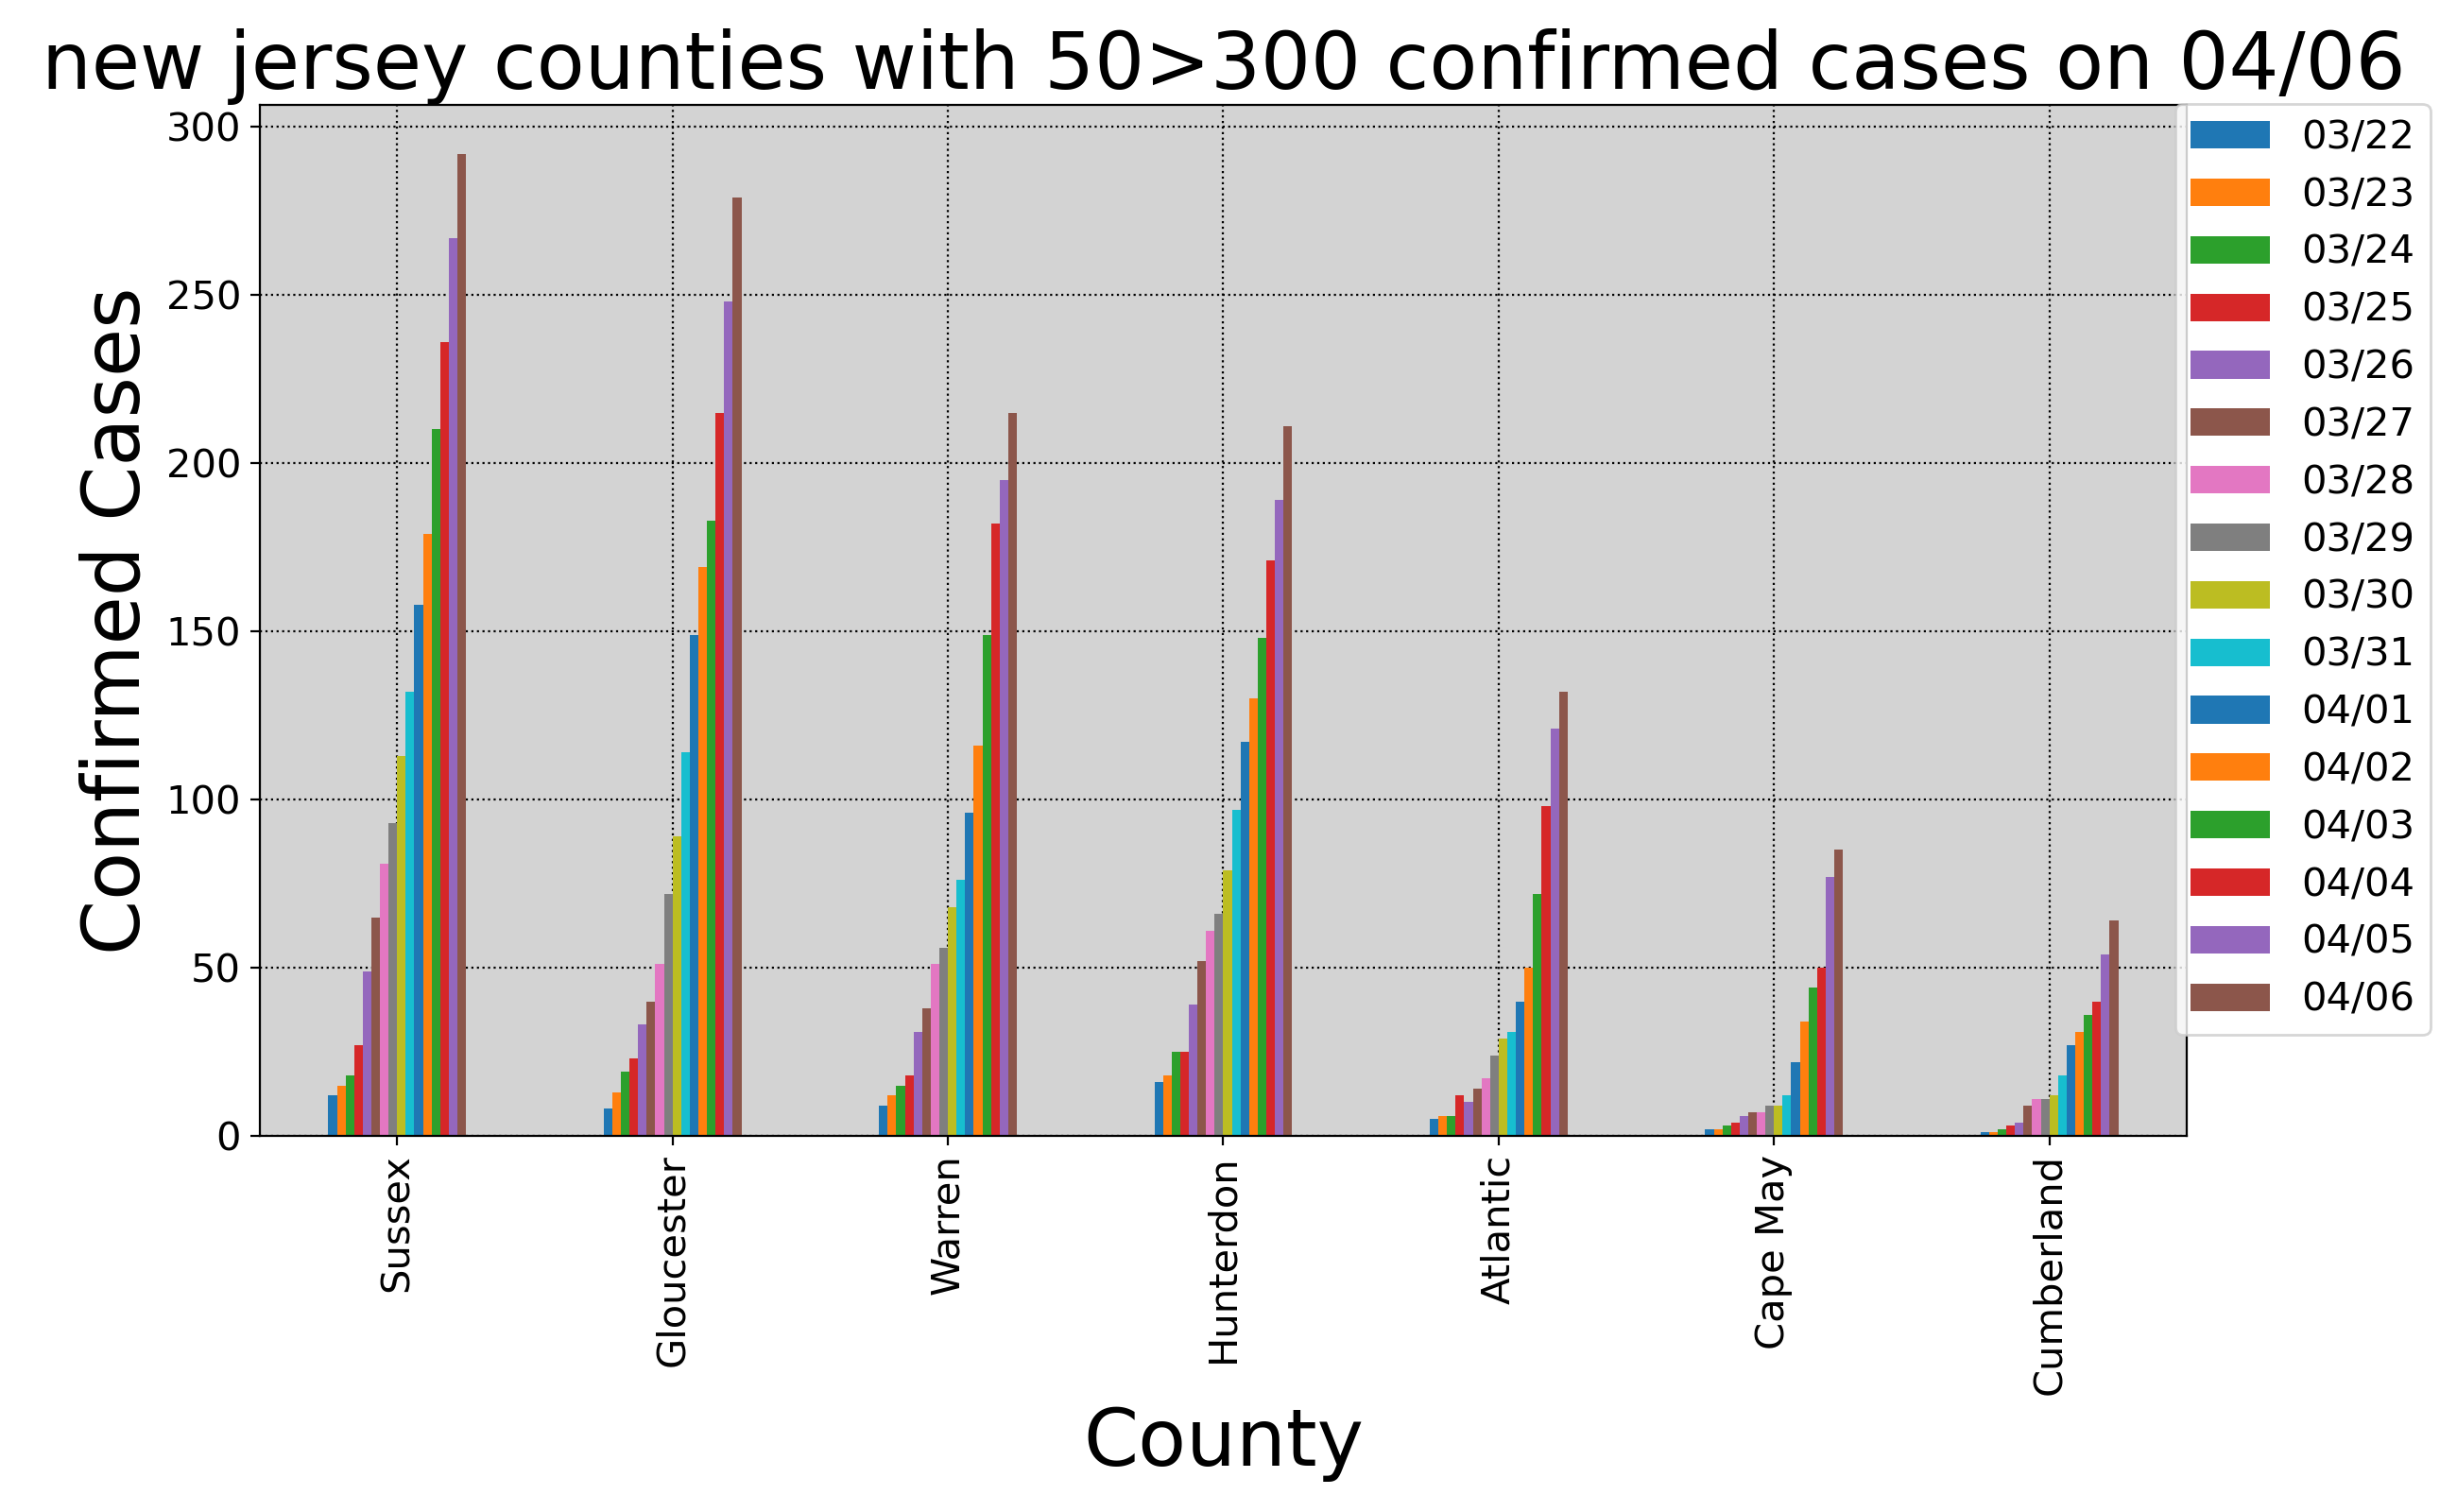 new jersey counties with 50>300 confirmed cases on 04/06
Confirmed Cases
300
250
200
150
100
50
0
03/22
03/23
03/24
03/25
03/26
03/27
03/28
03/29
03/30
03/31
04/01
04/02
04/03
04/04
04/05
04/06
Sussex
Gloucester
Warren
Hunterdon
Atlantic
Cape May
Cumberland
County